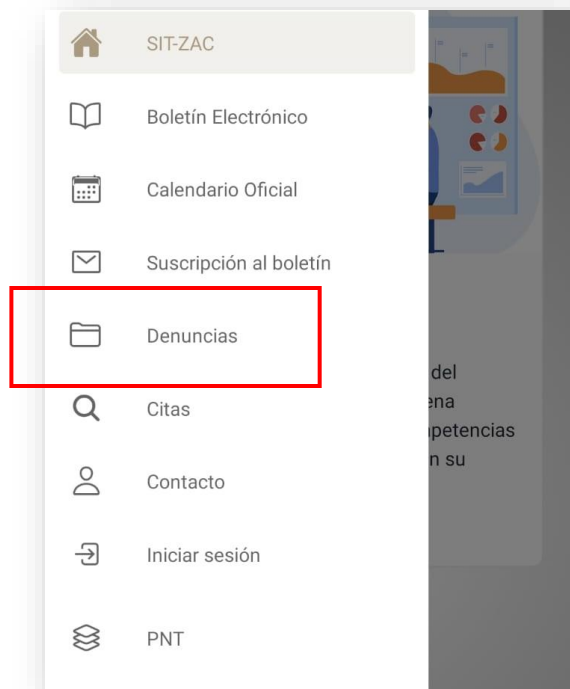 SIT-ZAC
Boletín Electrónico
Calendario Oficial
Suscripción al boletín
Denuncias
del
Citas
ena
petencias
n su
Contacto
Iniciar sesión
PNT